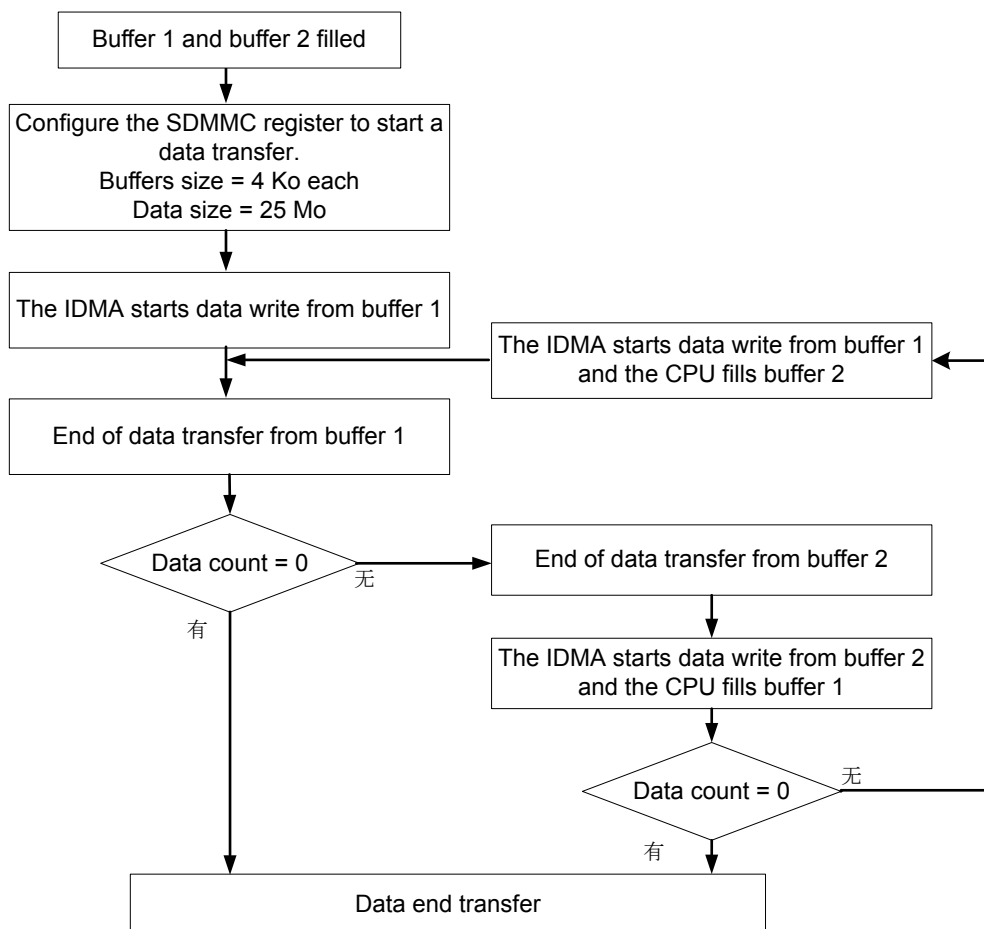 Buffer 1 and buffer 2 filled
Configure the SDMMC register to start a
data transfer.
Buffers size = 4 Ko each
Data size = 25 Mo
The IDMA starts data write from buffer 1
The IDMA starts data write from buffer 1
and the CPU fills buffer 2
End of data transfer from buffer 1
Data count = 0
无
有
End of data transfer from buffer 2
The IDMA starts data write from buffer 2
and the CPU fills buffer 1
Data count = 0
无
有
Data end transfer